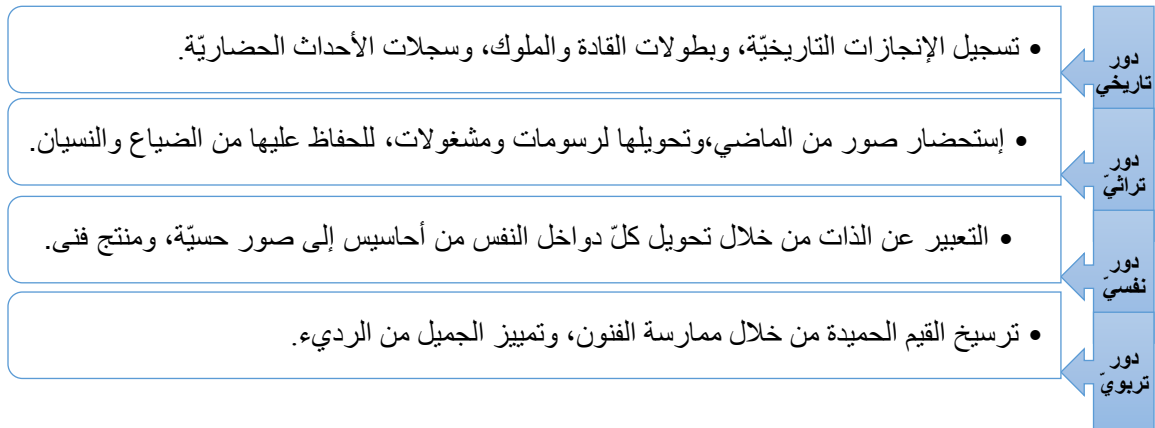 دور
تاريخي
• تسجيل الإنجازات التاريخيّة، وبطولات القادة والملوك، وسجلات الأحداث الحضاريّة.
دور
تراثيّ
• إستحضار صور من الماضي،وتحويلها لرسومات ومشغولات، للحفاظ عليها من الضياع والنسيان.
دور
نفسيّ
• التعبير عن الذات من خلال تحويل كلّ دواخل النفس من أحاسيس إلى صور حسيّة، ومنتج فنى.
دور
تربويّ
• ترسيخ القيم الحميدة من خلال ممارسة الفنون، وتمييز الجميل من الرديء.